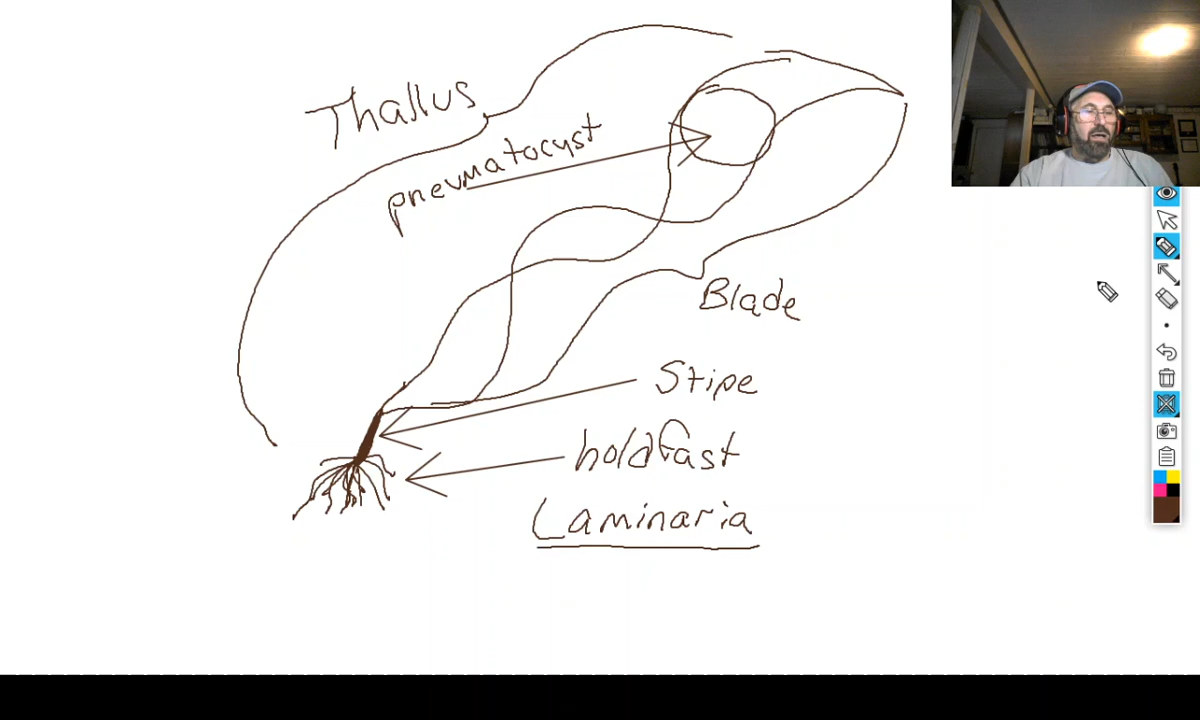 Thallus
pneumatocyst
Blade
Stipe
holdfast
Laminaria